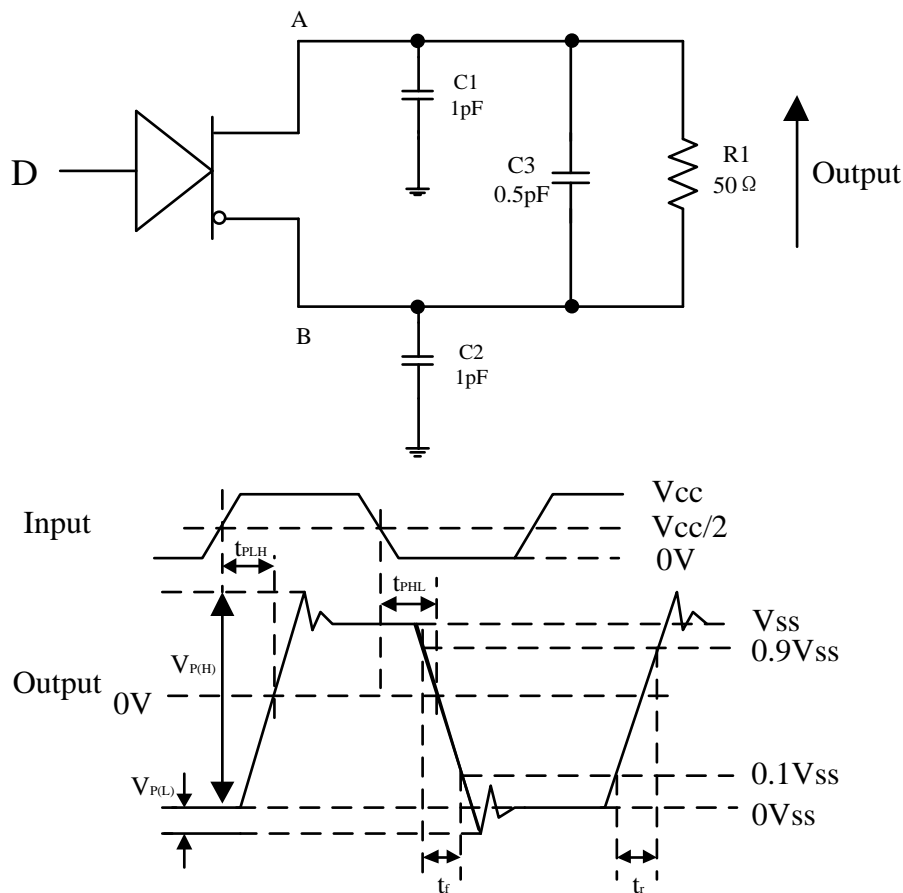 A
C1
1pF
D
C3
0.5pF
R1
50 Ω
Output
B
C2
1pF
Input
Vcc
Vcc/2
0V
tPLH
tPHL
Vss
0.9Vss
VP(H)
Output
0V
0.1Vss
VP(L)
0Vss
tf
tr